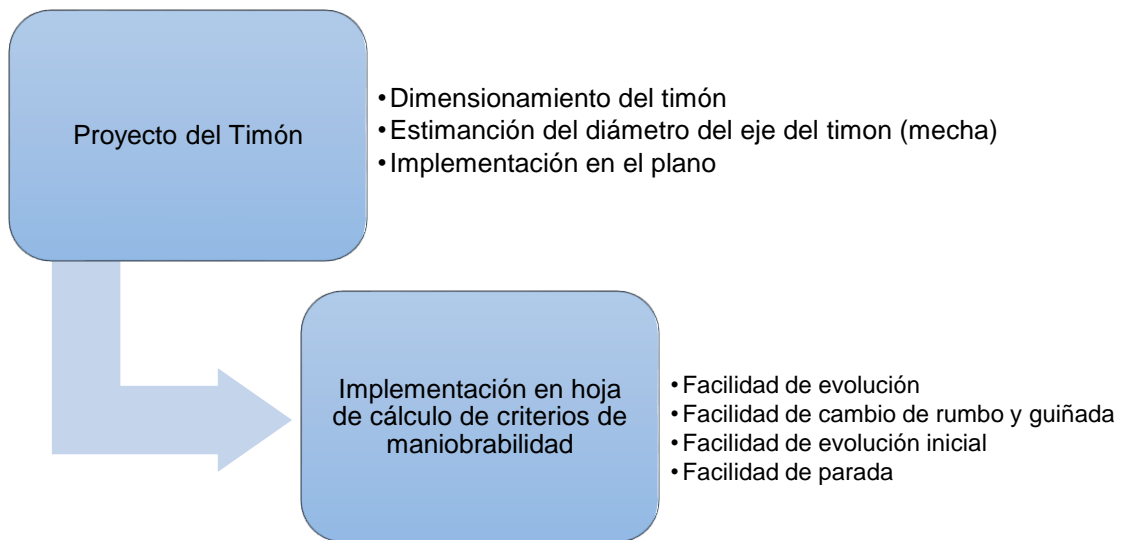 Proyecto del Timón
•Dimensionamiento del timón
•Estimanción del diámetro del eje del timon (mecha)
•Implementación en el plano
Implementación en hoja
de cálculo de criterios de
maniobrabilidad
•Facilidad de evolución
•Facilidad de cambio de rumbo y guiñada
•Facilidad de evolución inicial
•Facilidad de parada